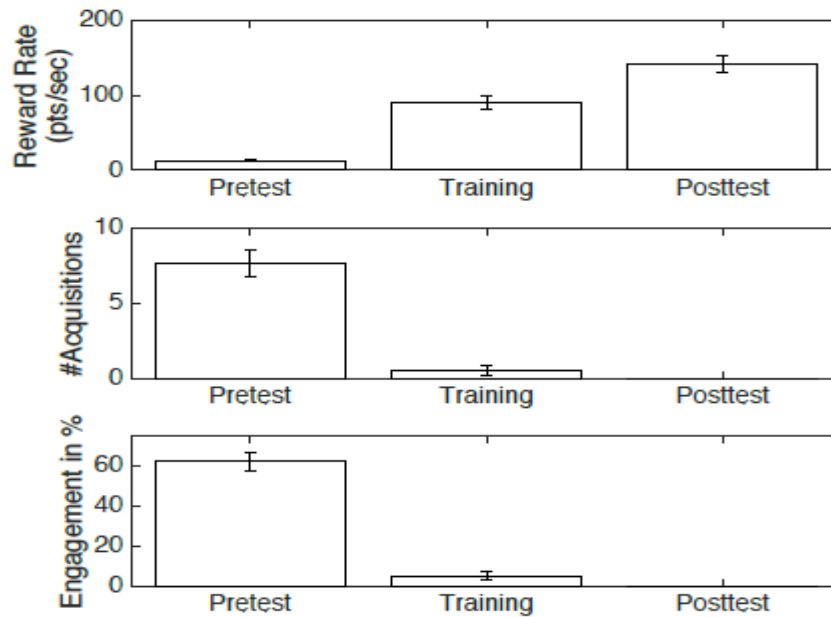 Reward Rate
(pts/sec)
200
100
0
Pretest Training Posttest
#Acquisitions
10
5
0
Pretest Training Posttest
Engagement in %
60
40
20
0
Pretest Training Posttest